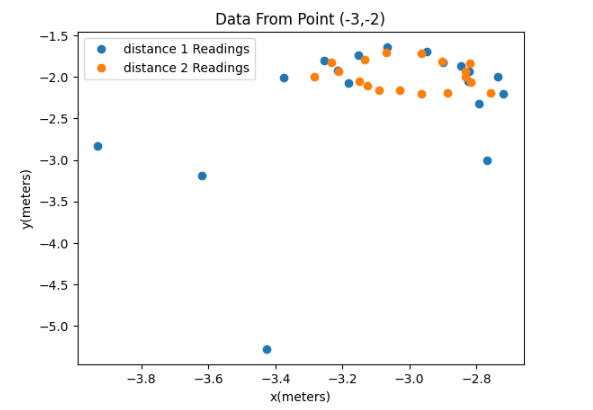 Data From Point (-3,-2)
distance 1 Readings
distance 2 Readings
y(meters)
−1.5
−2.0
−2.5
−3.0
−3.5
−4.0
−4.5
−5.0
−3.8 −3.6 −3.4 −3.2 −3.0 −2.8
x(meters)